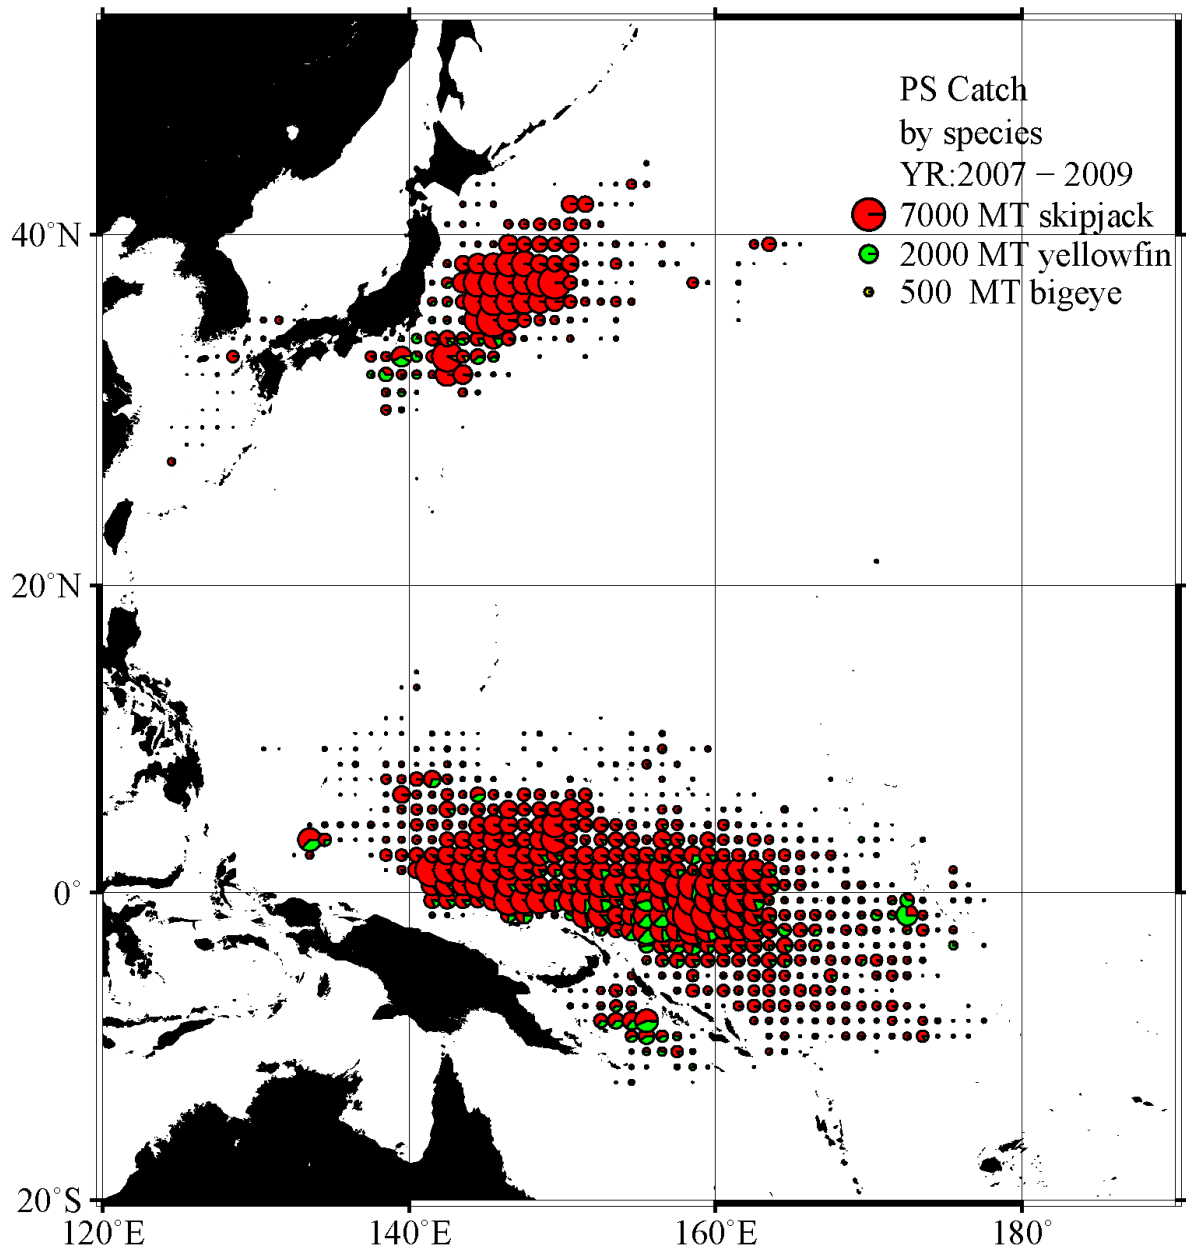 PS Catch
by species
YR:2007 − 2009
7000 MT skipjack
2000 MT yellowfin
500 MT bigeye
40°N
20°N
0°
20°S
120°E 140°E 160°E 180°